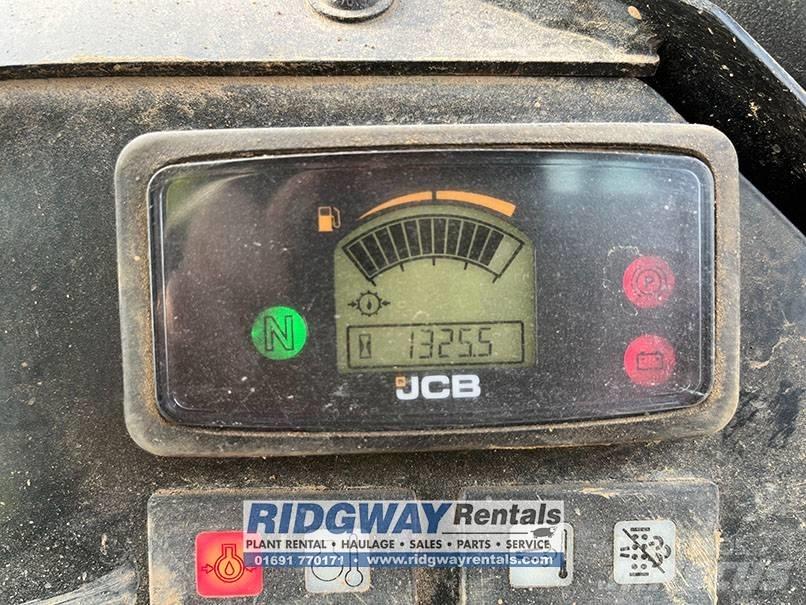 N
1325.5
P
JCB
RIDGWAY Rentals
PLANT RENTAL • HAULAGE • SALES • PARTS • SERVICE
01691 770171 • www.ridgwayrentals.com